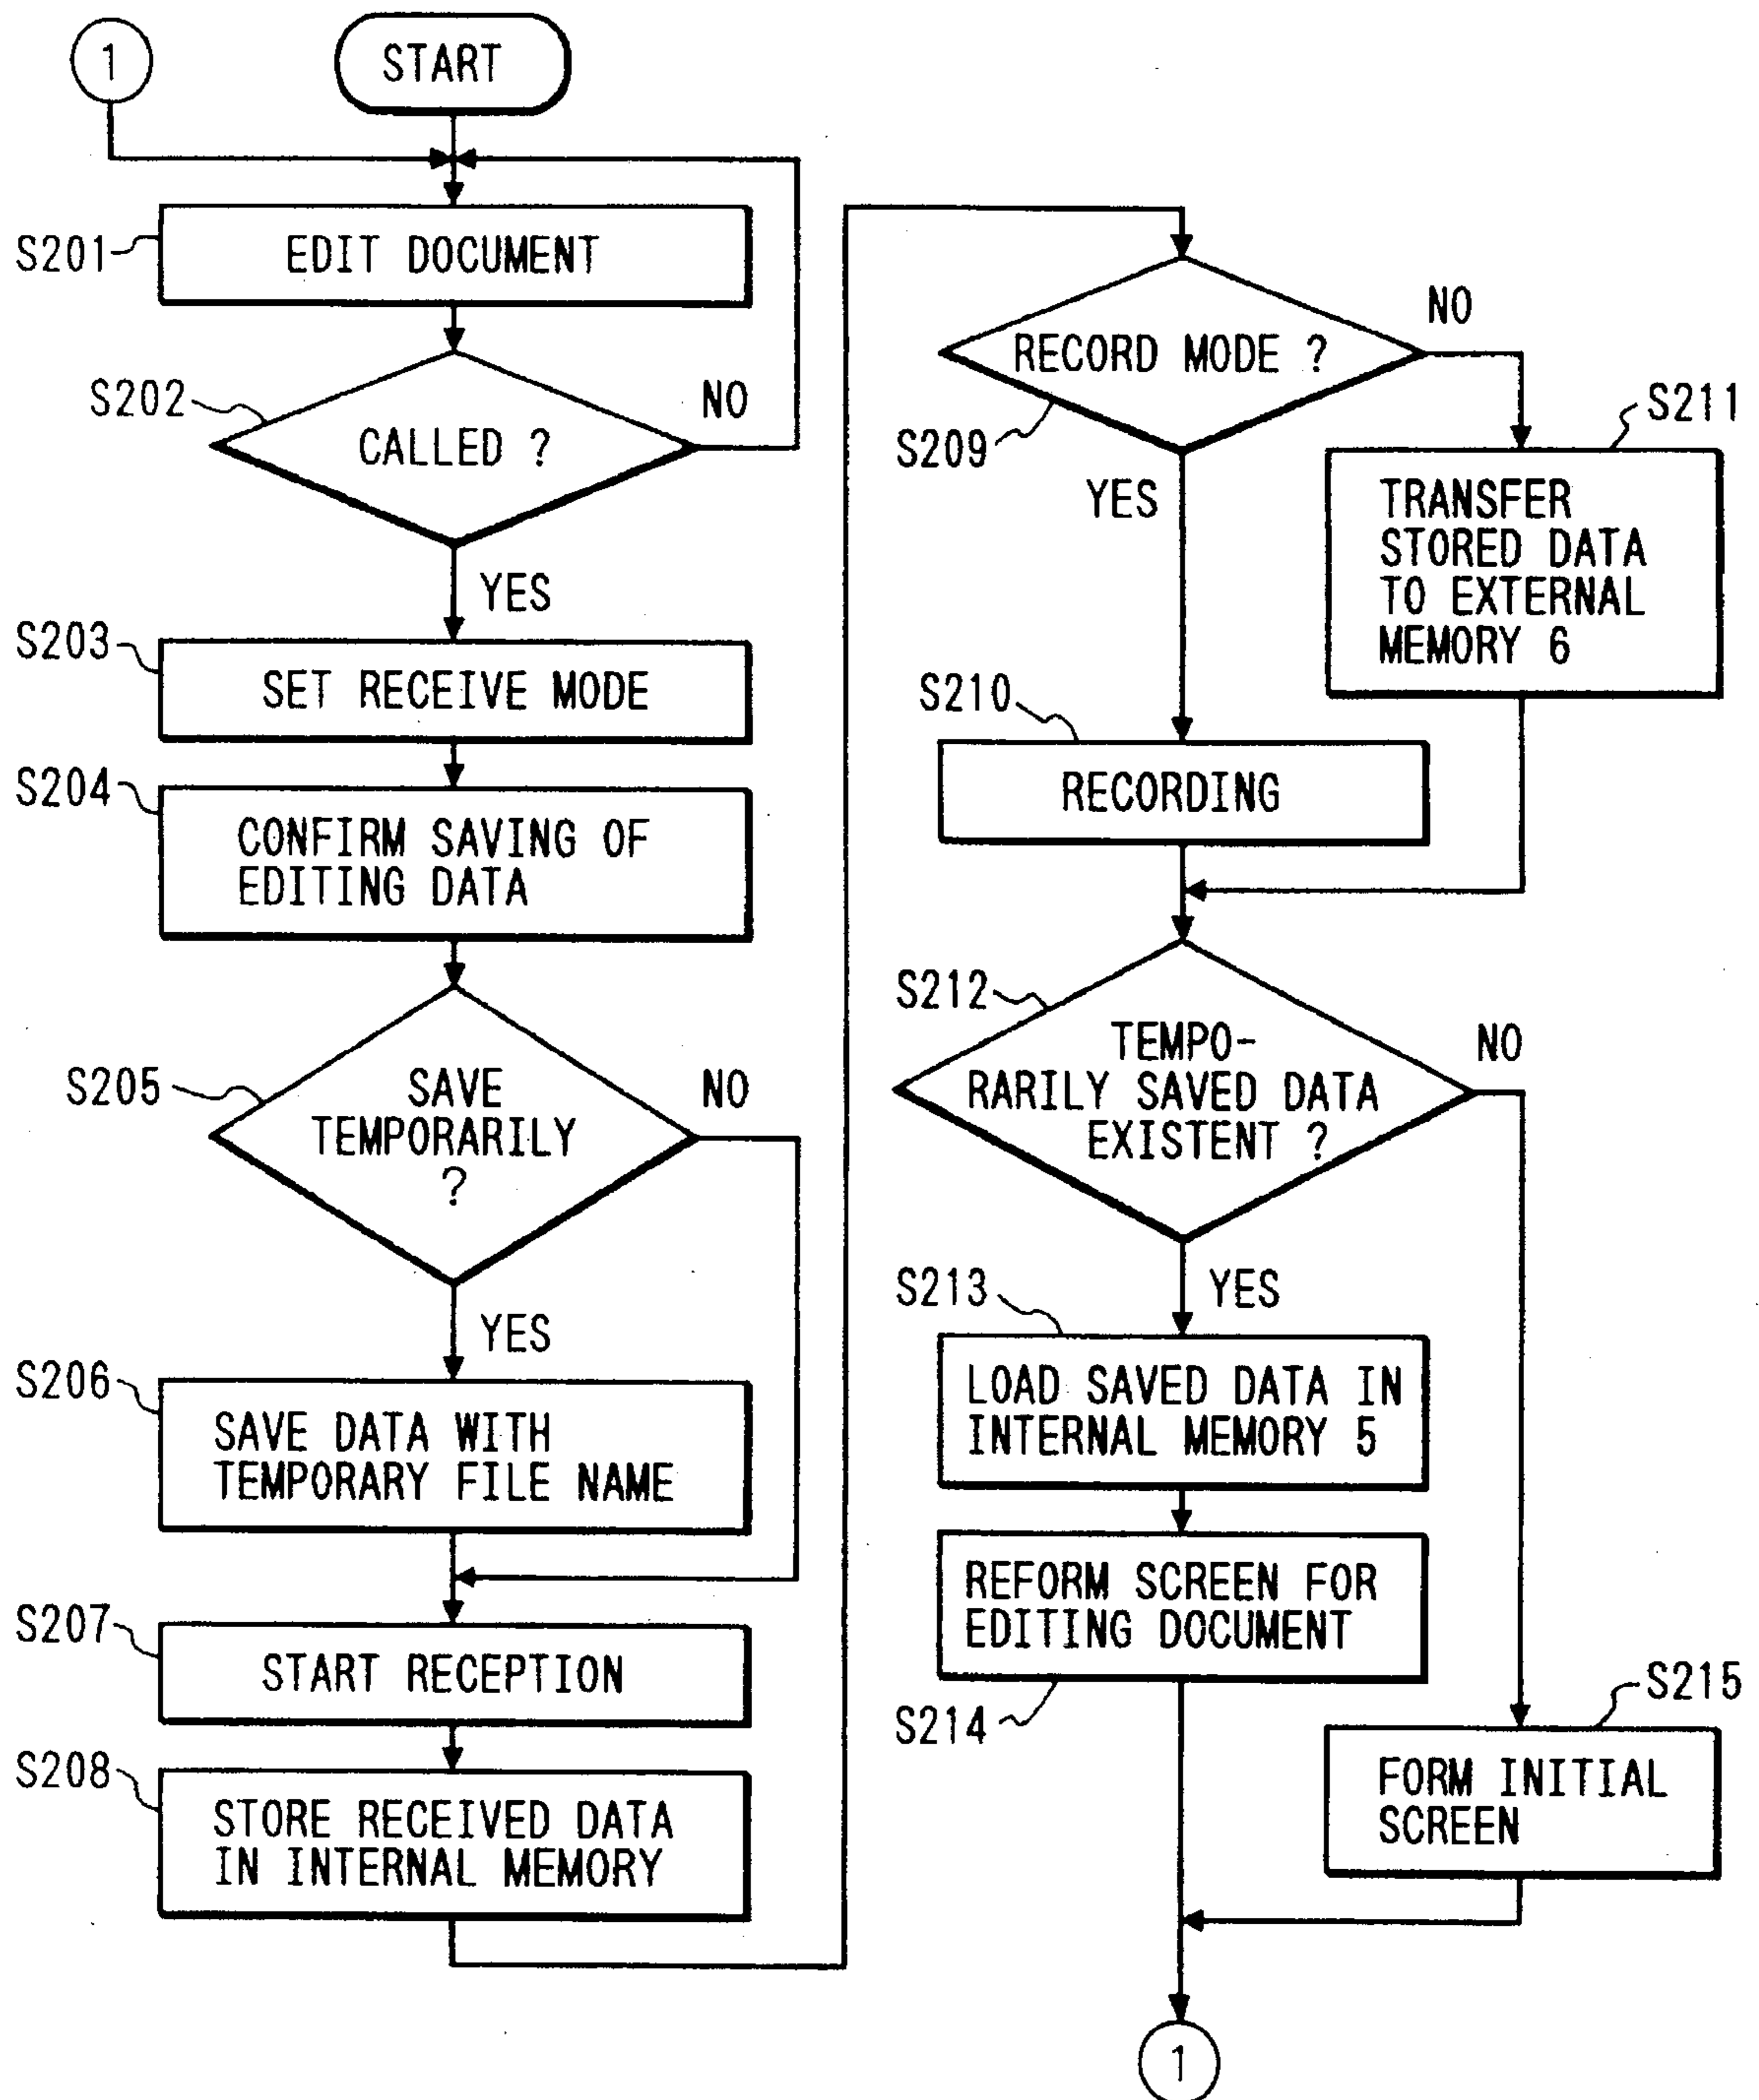 1
START
S201
EDIT DOCUMENT
S202
CALLED ?
NO
YES
S203
SET RECEIVE MODE
S204
CONFIRM SAVING OF
EDITING DATA
S205
SAVE
TEMPORARILY
?
NO
YES
S206
SAVE DATA WITH
TEMPORARY FILE NAME
S207
START RECEPTION
S208
STORE RECEIVED DATA
IN INTERNAL MEMORY
S209
RECORD MODE ?
NO
YES
S211
TRANSFER
STORED DATA
TO EXTERNAL
MEMORY 6
S210
RECORDING
S212
TEMPO-
RARILY SAVED DATA
EXISTENT ?
NO
YES
S213
LOAD SAVED DATA IN
INTERNAL MEMORY 5
REFORM SCREEN FOR
EDITING DOCUMENT
S214
S215
FORM INITIAL
SCREEN
1